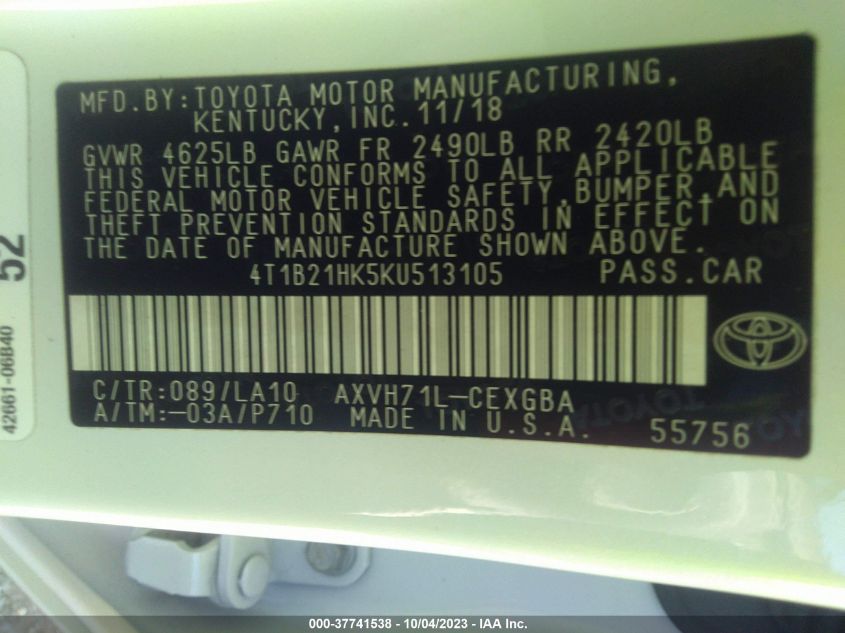 MFD.BY:TOYOTA MOTOR MANUFACTURING,
KENTUCKY,INC.11/18
GVWR 4625LB GAWR FR 2490LB RR 2420LB
THIS VEHICLE CONFORMS TO ALL APPLICABLE
FEDERAL MOTOR VEHICLE SAFETY,BUMPER,AND
THEFT PREVENTION STANDARDS IN EFFECT ON
THE DATE OF MANUFACTURE SHOWN ABOVE.
4T1B21HK5KU513105 PASS.CAR
C/TR:089/LA10 AXVH71L-CEXGBA
A/TM:-03A/P710 MADE IN U.S.A. 55756
TOYOTA
52
42661-06B40
000-37741538 - 10/04/2023 - IAA Inc.